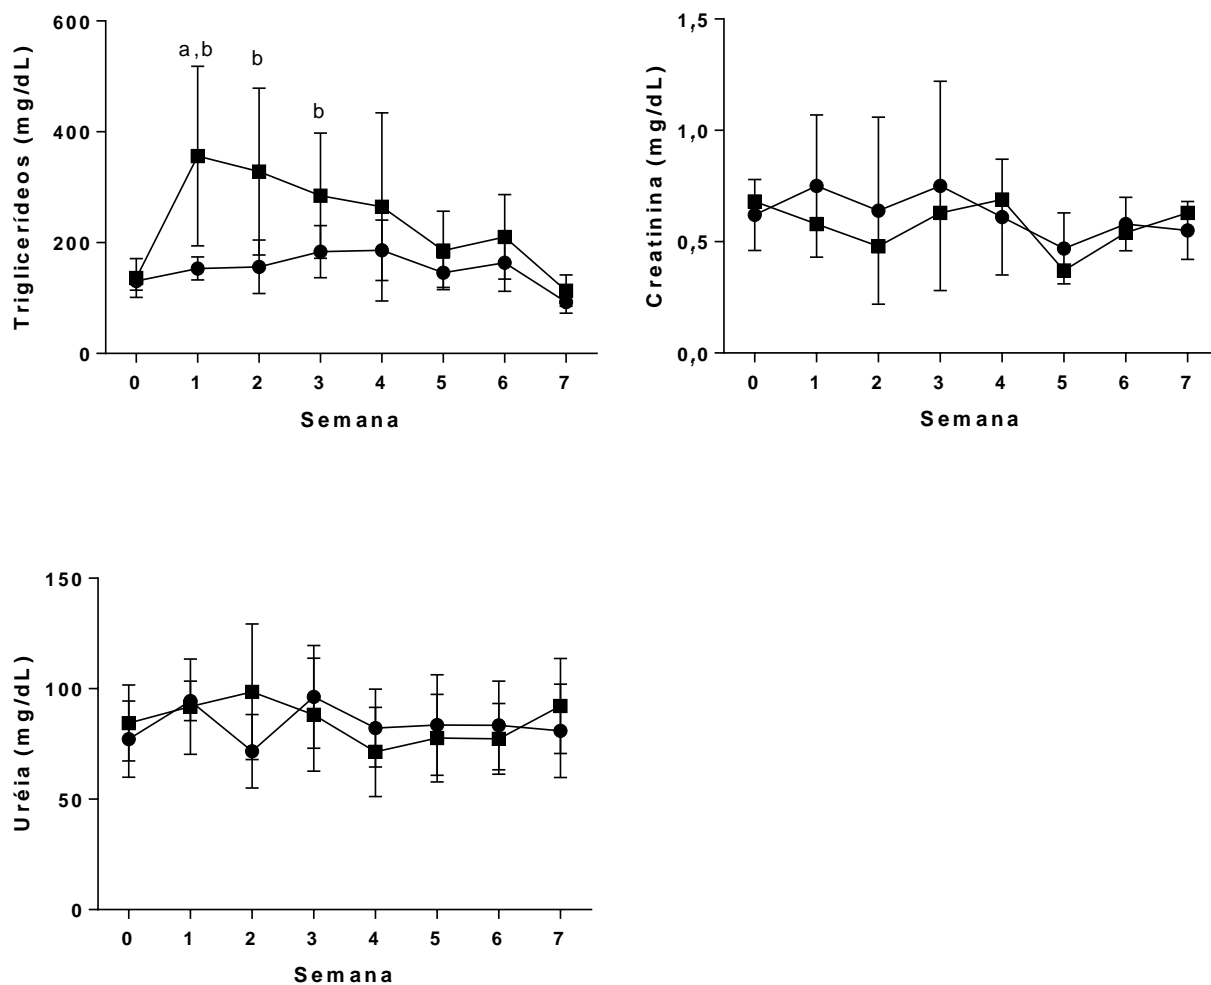 Triglicerídeos (mg/dL)
600
400
200
0
a,b
b
b
0 1 2 3 4 5 6 7
Semana
Creatinina (mg/dL)
1,5
1,0
0,5
0,0
0 1 2 3 4 5 6 7
Semana
Uréia (mg/dL)
150
100
50
0
0 1 2 3 4 5 6 7
Semana